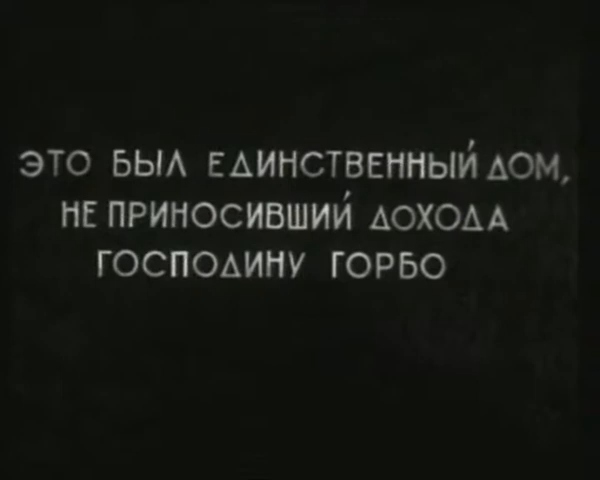 ЭТО БЫЛ ЕДИНСТВЕННЫЙ ДОМ,
НЕ ПРИНОСИВШИЙ ДОХОДА
ГОСПОДИНУ ГОРБО